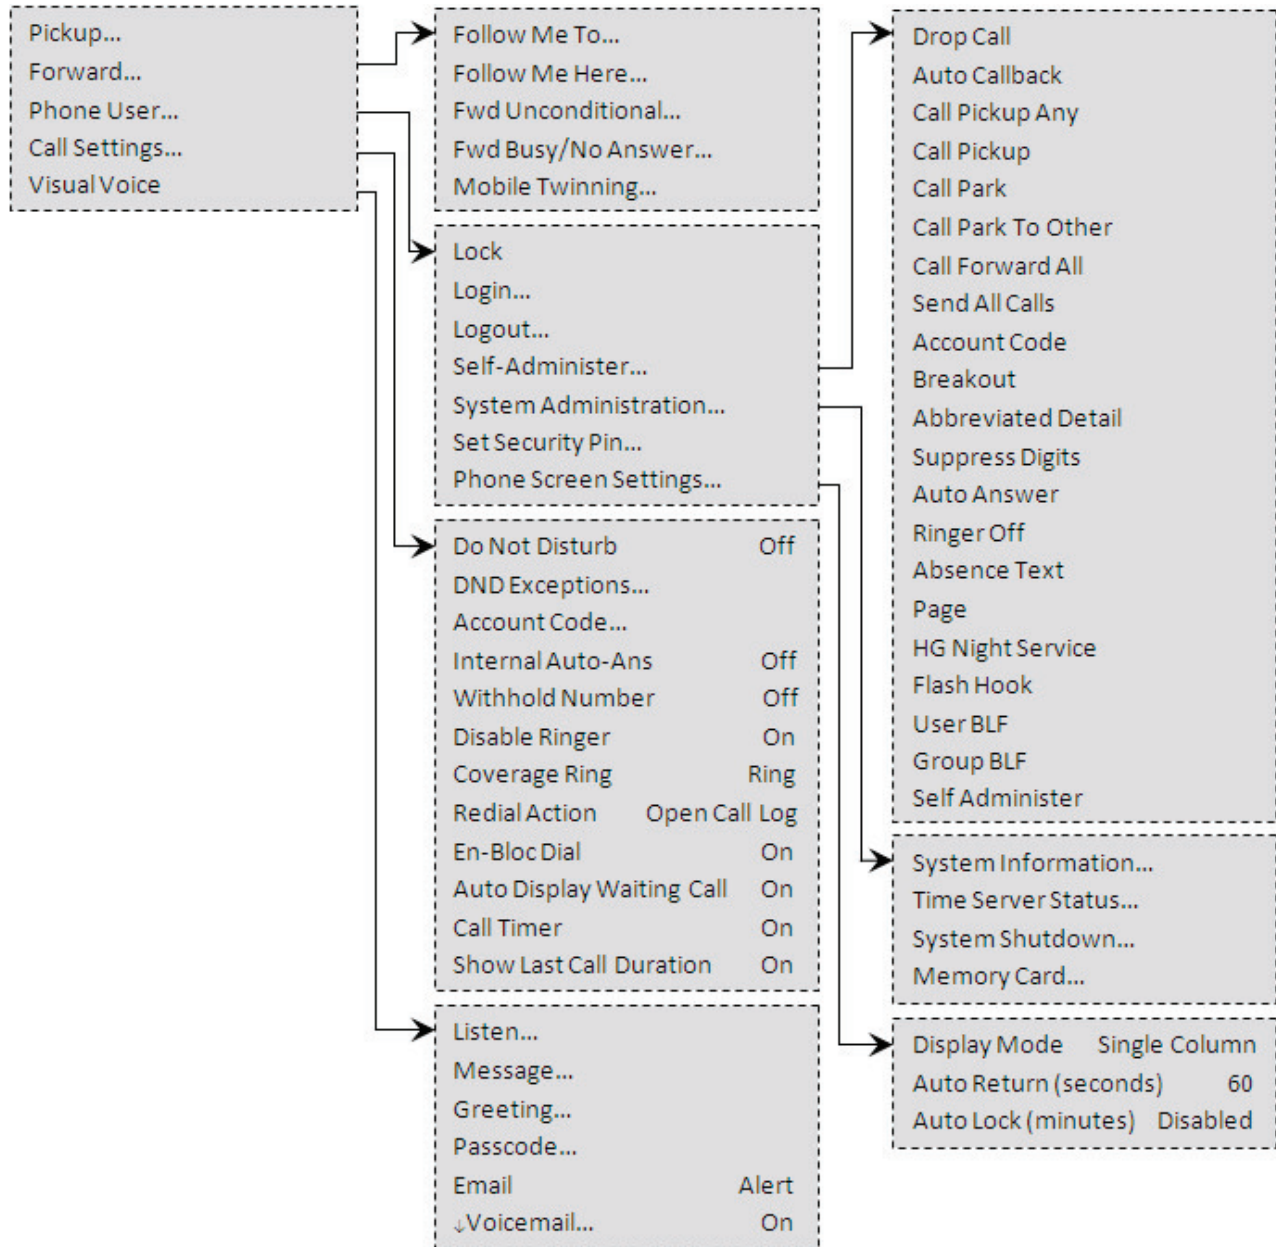 Pickup...
Forward...
Phone User...
Call Settings...
Visual Voice
Follow Me To...
Follow Me Here...
Fwd Unconditional...
Fwd Busy/No Answer...
Mobile Twinning...
Lock
Login...
Logout...
Self-Administer...
System Administration...
Set Security Pin...
Phone Screen Settings...
Do Not Disturb Off
DND Exceptions...
Account Code...
Internal Auto-Ans Off
Withhold Number Off
Disable Ringer On
Coverage Ring Ring
Redial Action Open Call Log
En-Bloc Dial On
Auto Display Waiting Call On
Call Timer On
Show Last Call Duration On
Listen...
Message...
Greeting...
Passcode...
Email Alert
↓Voicemail... On
Drop Call
Auto Callback
Call Pickup Any
Call Pickup
Call Park
Call Park To Other
Call Forward All
Send All Calls
Account Code
Breakout
Abbreviated Detail
Suppress Digits
Auto Answer
Ringer Off
Absence Text
Page
HG Night Service
Flash Hook
User BLF
Group BLF
Self Administer
System Information...
Time Server Status...
System Shutdown...
Memory Card...
Display Mode Single Column
Auto Return (seconds) 60
Auto Lock (minutes) Disabled